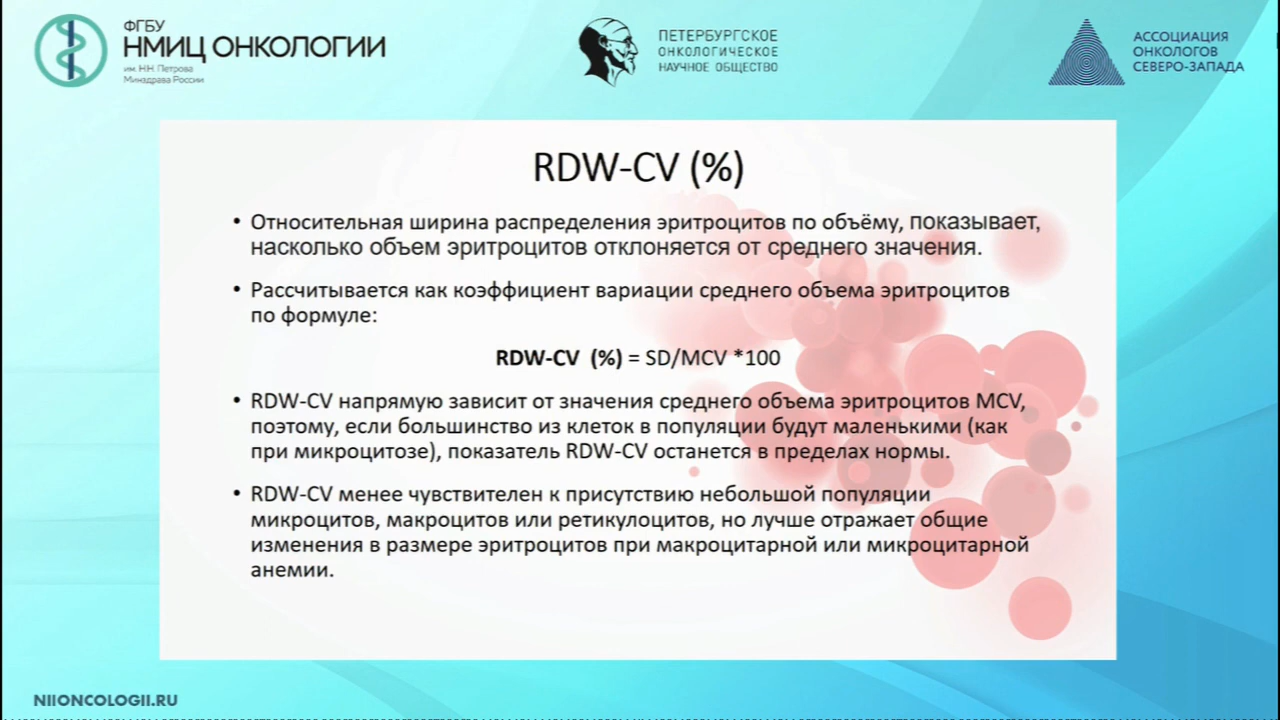 ФГБУ
НМИЦ ОНКОЛОГИИ
им. Н.Н. Петрова
Минздрава России
ПЕТЕРБУРГСКОЕ
ОНКОЛОГИЧЕСКОЕ
НАУЧНОЕ ОБЩЕСТВО
АССОЦИАЦИЯ
ОНКОЛОГОВ
СЕВЕРО-ЗАПАДА
RDW-CV (%)
• Относительная ширина распределения эритроцитов по объёму, показывает,
насколько объем эритроцитов отклоняется от среднего значения.
• Рассчитывается как коэффициент вариации среднего объема эритроцитов
по формуле:
RDW-CV (%) = SD/MCV *100
• RDW-CV напрямую зависит от значения среднего объема эритроцитов MCV,
поэтому, если большинство из клеток в популяции будут маленькими (как
при микроцитозе), показатель RDW-CV останется в пределах нормы.
• RDW-CV менее чувствителен к присутствию небольшой популяции
микроцитов, макроцитов или ретикулоцитов, но лучше отражает общие
изменения в размере эритроцитов при макроцитарной или микроцитарной
анемии.
NIIONCOLOGII.RU